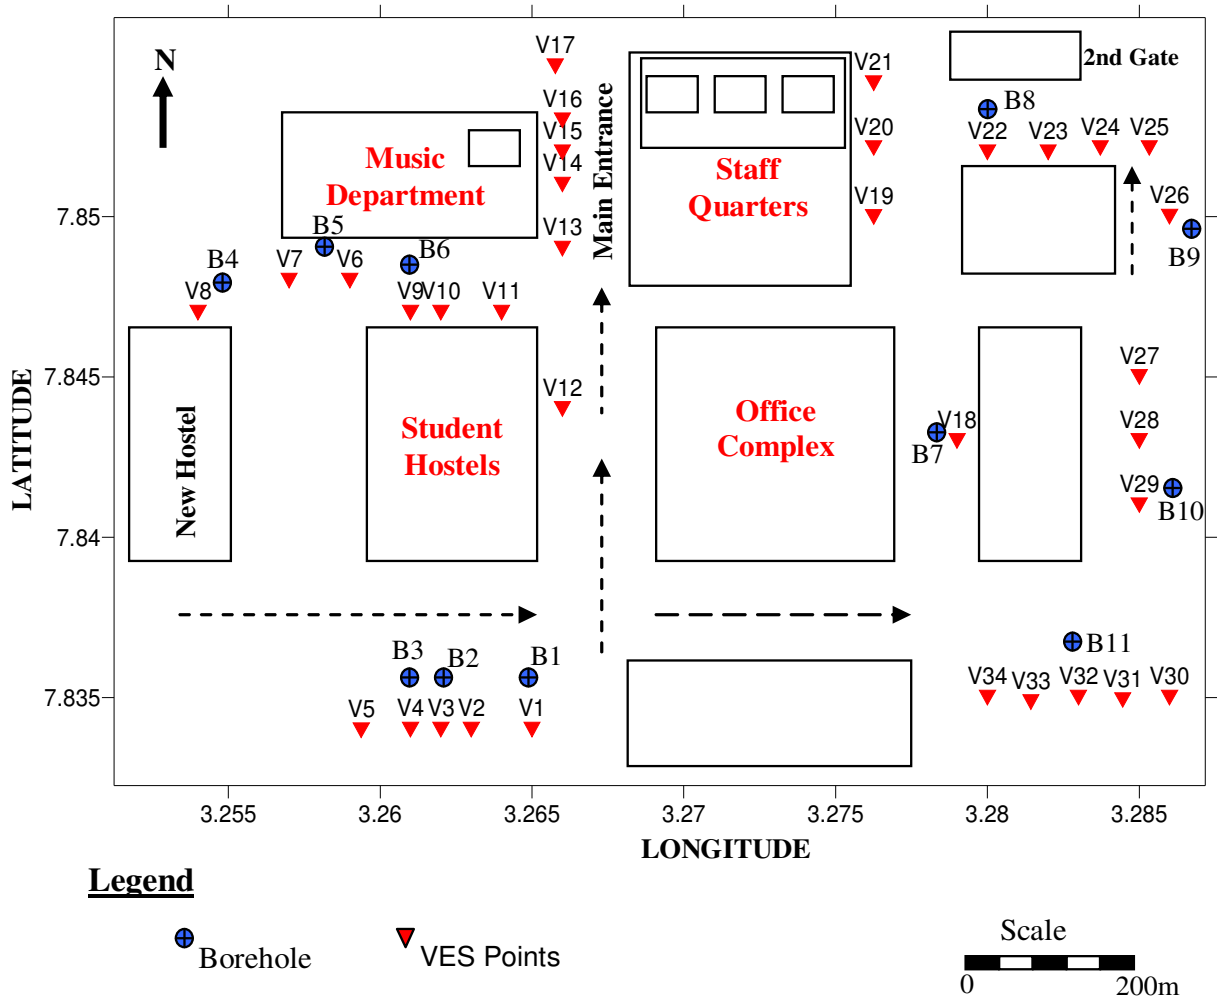 V17
V21
2nd Gate
N
V16
B8
V15
V20
V22
V23
V24
V25
Music
Department
V14
Main Entrance
Staff
Quarters
V19
V26
7.85
B5
V13
B4
V7
V6
B6
B9
V8
V9
V10
V11
LATITUDE
7.845
V12
V27
New Hostel
Student
Hostels
Office
Complex
V18
B7
V28
V29
B10
7.84
B3
B2
B1
B11
7.835
V5
V4
V3
V2
V1
V34
V33
V32
V31
V30
3.255
3.26
3.265
3.27
3.275
3.28
3.285
LONGITUDE
Legend
Borehole
VES Points
Scale
0
200m